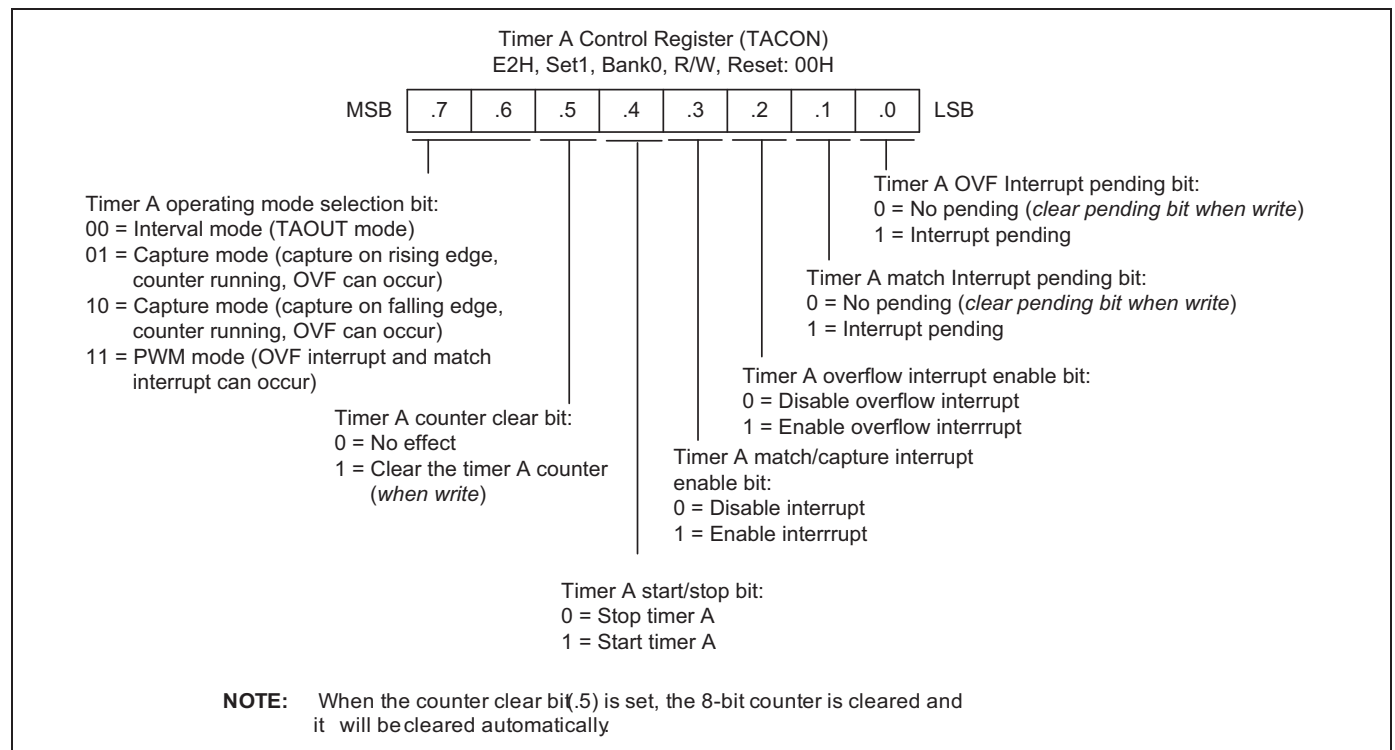 Timer A Control Register (TACON)
E2H, Set1, Bank0, R/W, Reset: 00H
MSB .7 .6 .5 .4 .3 .2 .1 .0 LSB
Timer A operating mode selection bit:
00 = Interval mode (TAOUT mode)
01 = Capture mode (capture on rising edge,
counter running, OVF can occur)
10 = Capture mode (capture on falling edge,
counter running, OVF can occur)
11 = PWM mode (OVF interrupt and match
interrupt can occur)
Timer A counter clear bit:
0 = No effect
1 = Clear the timer A counter
(when write)
Timer A start/stop bit:
0 = Stop timer A
1 = Start timer A
Timer A match/capture interrupt
enable bit:
0 = Disable interrupt
1 = Enable interrrupt
Timer A overflow interrupt enable bit:
0 = Disable overflow interrupt
1 = Enable overflow interrrupt
Timer A match Interrupt pending bit:
0 = No pending (clear pending bit when write)
1 = Interrupt pending
Timer A OVF Interrupt pending bit:
0 = No pending (clear pending bit when write)
1 = Interrupt pending
NOTE: When the counter clear bit(.5) is set, the 8-bit counter is cleared and
it will be cleared automatically.